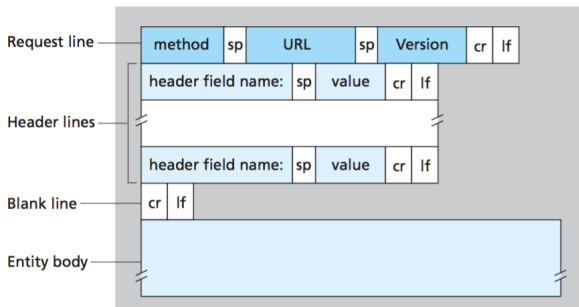 Request line method sp URL sp Version cr lf
header field name: sp value cr lf
Header lines
header field name: sp value cr lf
Blank line cr lf
Entity body